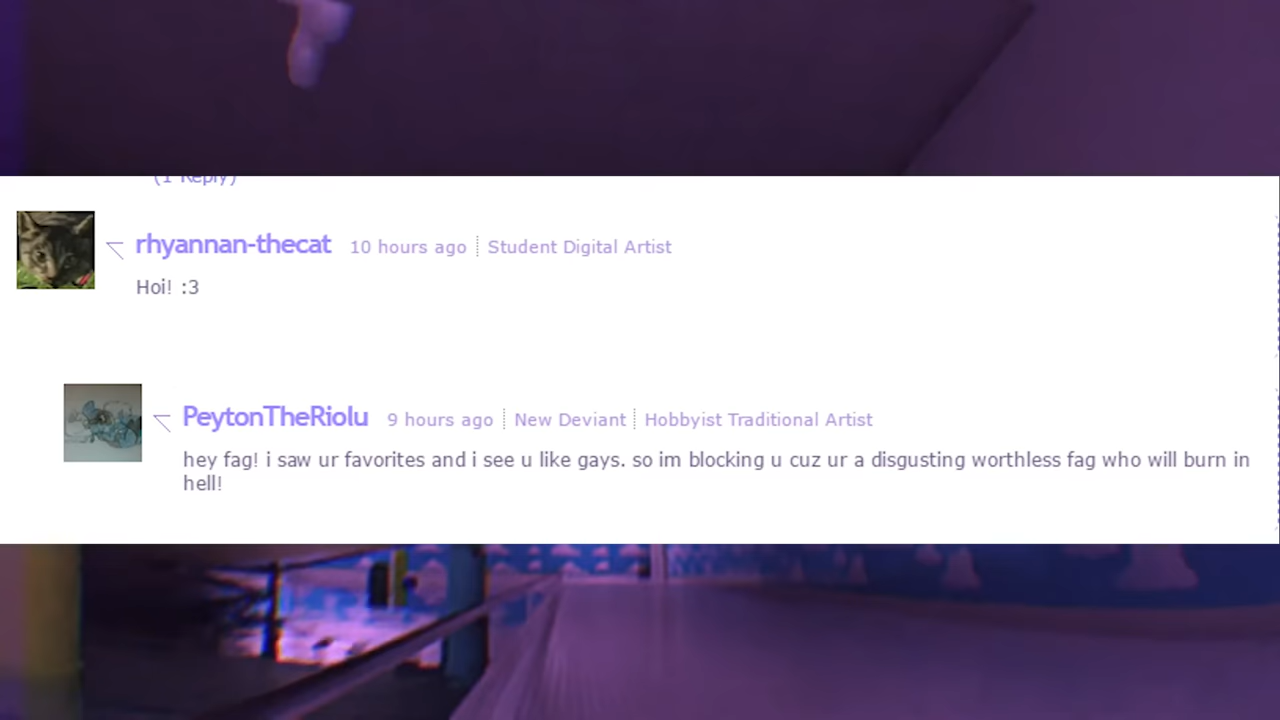 (1 Reply)
rhyannan-thecat 10 hours ago Student Digital Artist
Hoi! :3
PeytonTheRiolu 9 hours ago New Deviant Hobbyist Traditional Artist
hey fag! i saw ur favorites and i see u like gays. so im blocking u cuz ur a disgusting worthless fag who will burn in
hell!